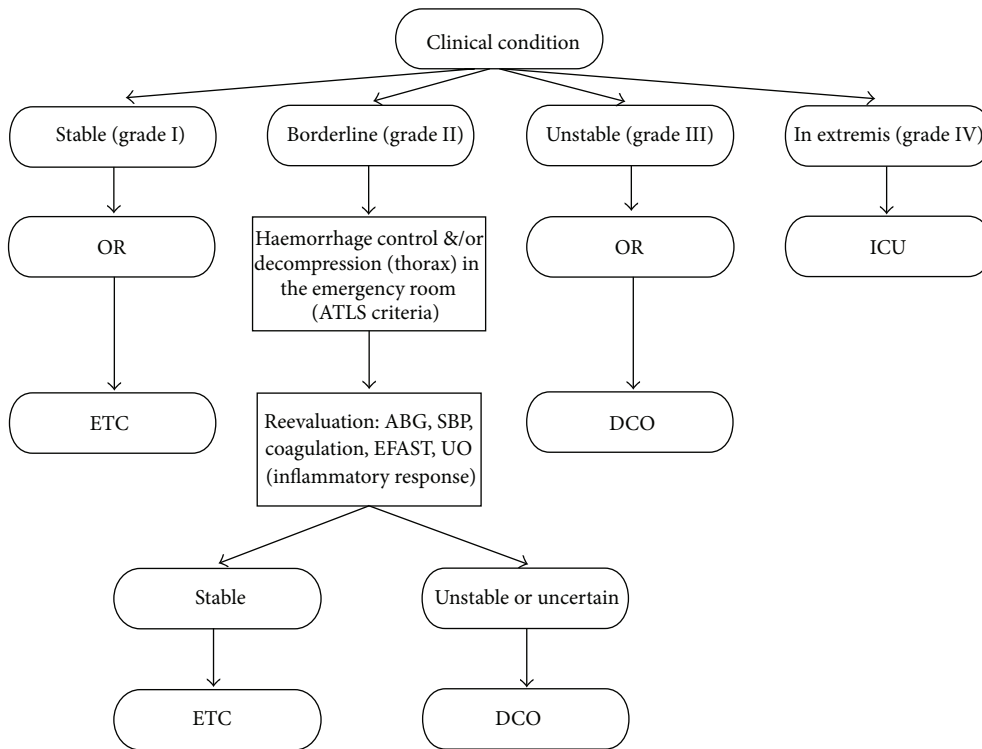 Clinical condition
Stable (grade I)
Borderline (grade II)
Unstable (grade III)
In extremis (grade IV)
OR
Haemorrhage control &/or
decompression (thorax) in
the emergency room
(ATLS criteria)
OR
ICU
ETC
Reevaluation: ABG, SBP,
coagulation, EFAST, UO
(inflammatory response)
DCO
Stable
Unstable or uncertain
ETC
DCO